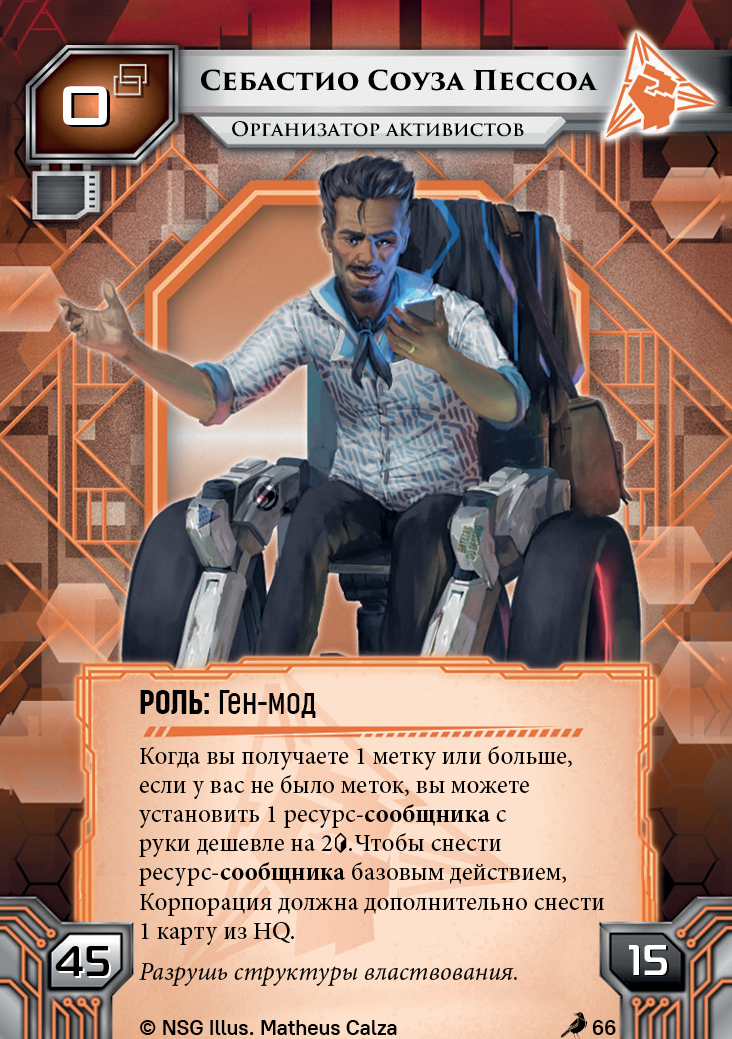 0
Себастио Соуза Пессоа
Организатор активистов
РОЛЬ: Ген-мод
Когда вы получаете 1 метку или больше,
если у вас не было меток, вы можете
установить 1 ресурс-сообщника с
руки дешевле на 2.Чтобы снести
ресурс-сообщника базовым действием,
Корпорация должна дополнительно снести
1 карту из HQ.
Разрушь структуры властвования.
45
15
© NSG Illus. Matheus Calza
66